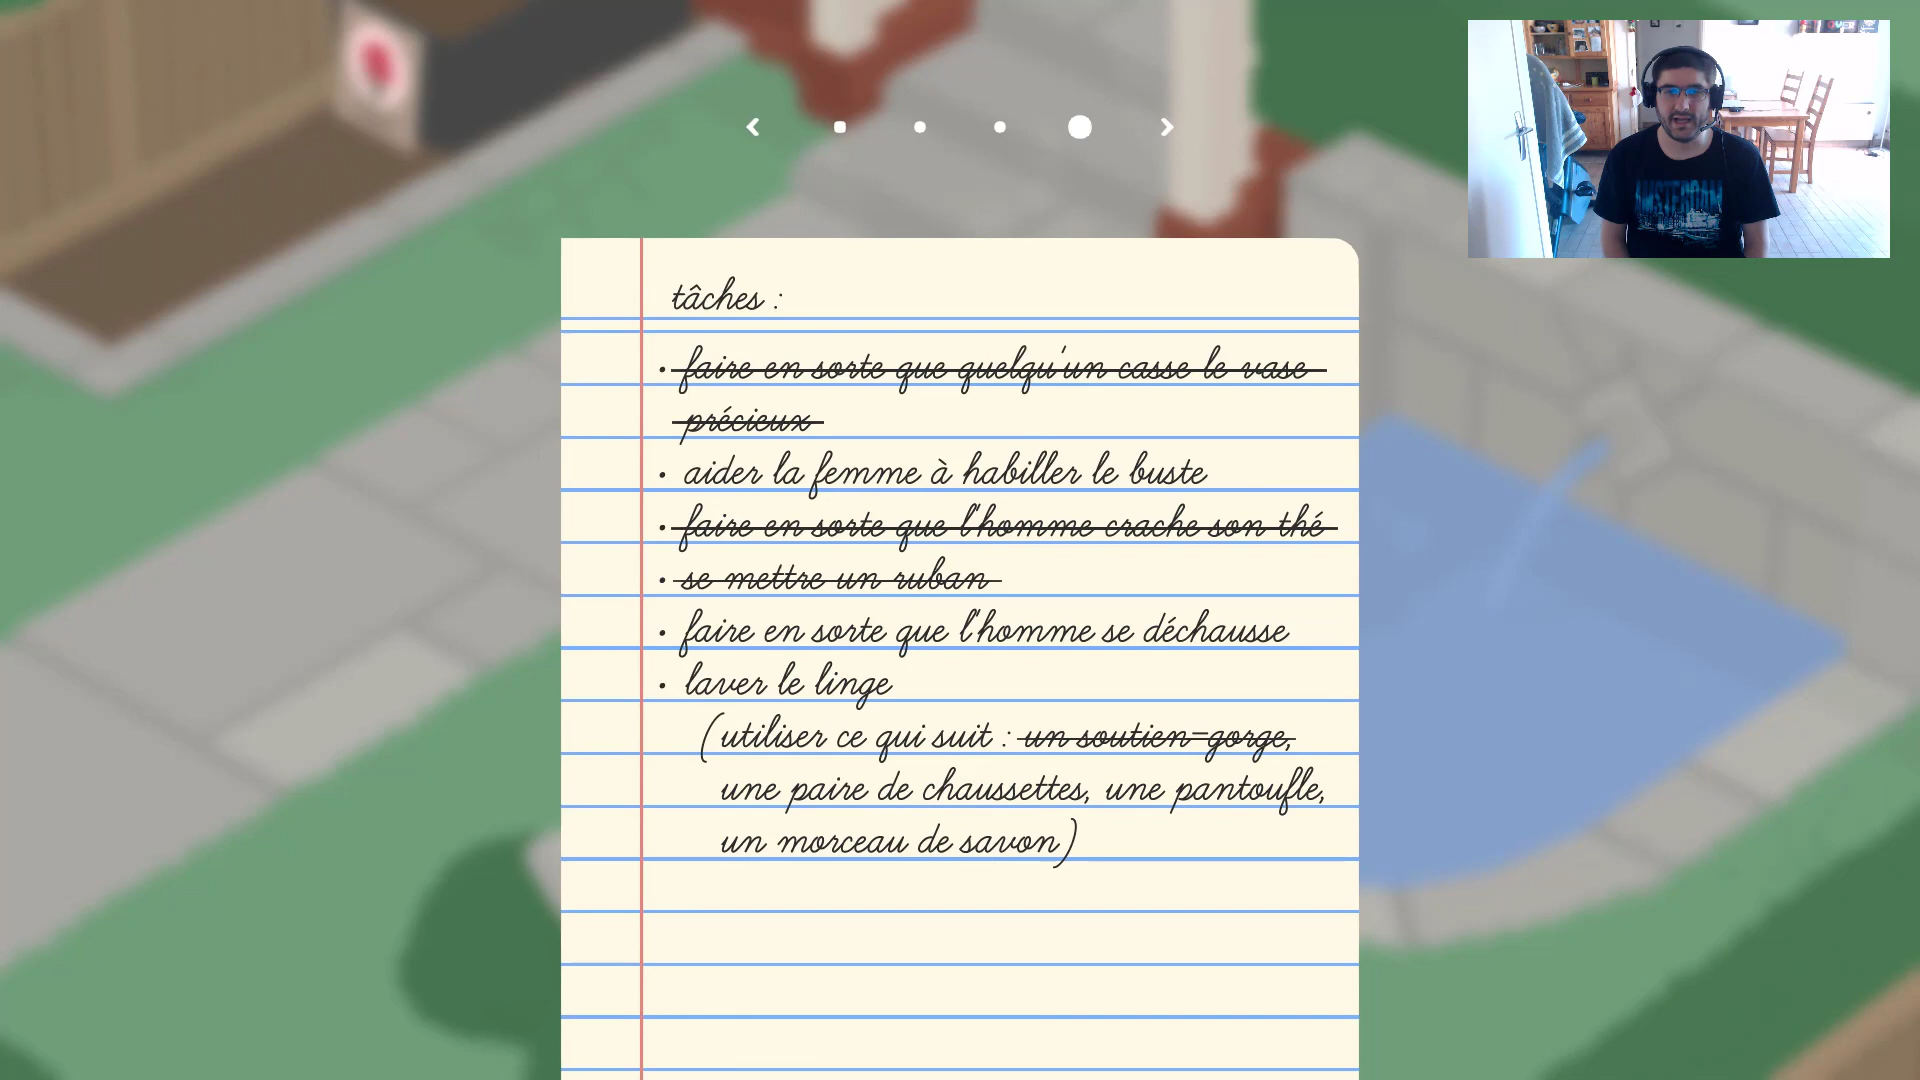 tâches :
• faire en sorte que quelqu'un casse le vase
précieux
• aider la femme à habiller le buste
• faire en sorte que l'homme crache son thé
• se mettre un ruban
• faire en sorte que l'homme se déchausse
• laver le linge
(utiliser ce qui suit : un soutien-gorge,
une paire de chaussettes, une pantoufle,
un morceau de savon)
AMSTERDAM